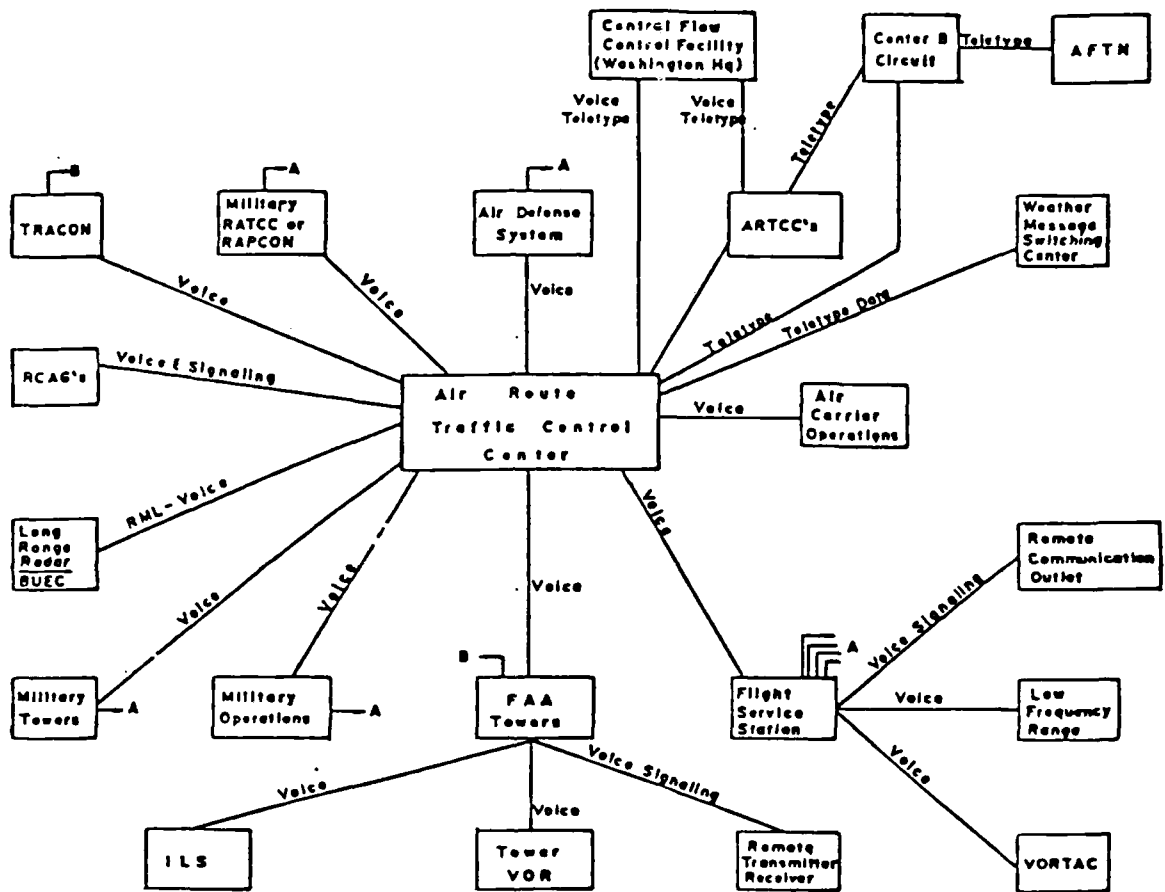 Central Flow
Control Facility
(Washington Hq)
Center B
Circuit
Teletype
AFTN
Voice
Teletype
Voice
Teletype
Teletype
B
TRACON
A
Military
RATCC or
RAPCON
A
Air Defense
System
ARTCC's
Weather
Message
Switching
Center
Voice
Voice
Voice
Teletype
Teletype Data
RCAG's
Voice & Signaling
Air Route
Traffic Control
Center
Voice
Air
Carrier
Operations
RML-Voice
Long
Range
Radar
BUEC
Voice
Voice
Voice
Voice
Remote
Communication
Outlet
Voice Signaling
Military
Towers
A
Military
Operations
A
B
FAA
Towers
A
Flight
Service
Station
Voice
Low
Frequency
Range
Voice
Voice
Voice
Voice Signaling
ILS
Tower
VOR
Remote
Transmitter
Receiver
VORTAC